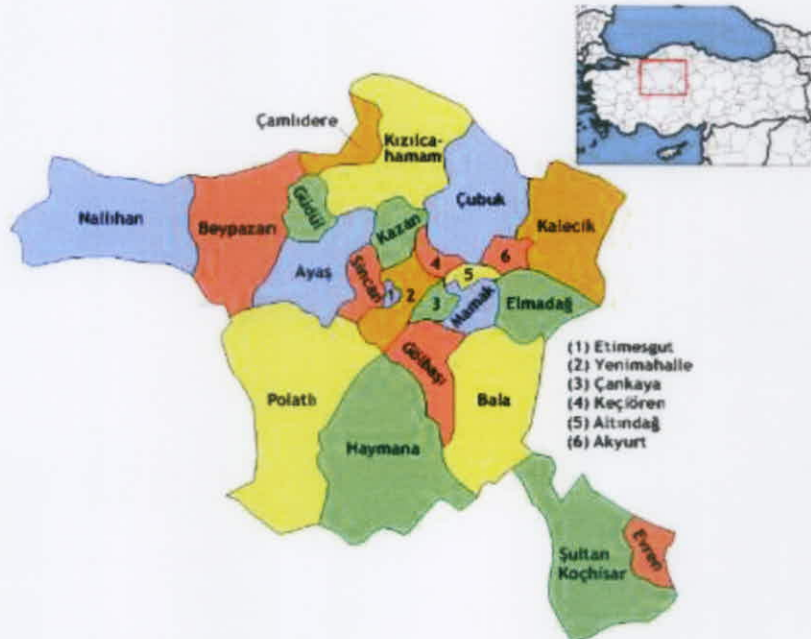 Çamlıdere
Kızılca-
hamam
Çubuk
Nallıhan
Beypazarı
Güdül
Kazan
Kalecik
Ayaş
Sincan
1
2
3
4
5
6
Mamak
Elmadağ
Gölbaşı
Polatlı
Bala
Haymana
Şultan
Koçhisar
Evren
(1) Etimesgut
(2) Yenimahalle
(3) Çankaya
(4) Keçiören
(5) Altındağ
(6) Akyurt